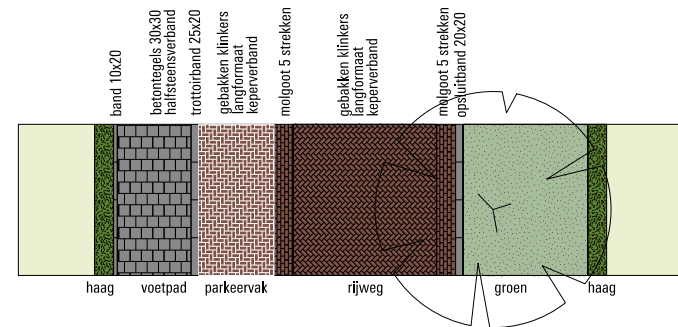 band 10x20
betontegels 30x30
halfsteensverband
trottoirband 25x20
gebakken klinkers
langformaat
keperverband
molgoot 5 strekken
gebakken klinkers
langformaat
keperverband
molgoot 5 strekken
opsluitband 20x20
haag
voetpad
parkeervak
rijweg
groen
haag